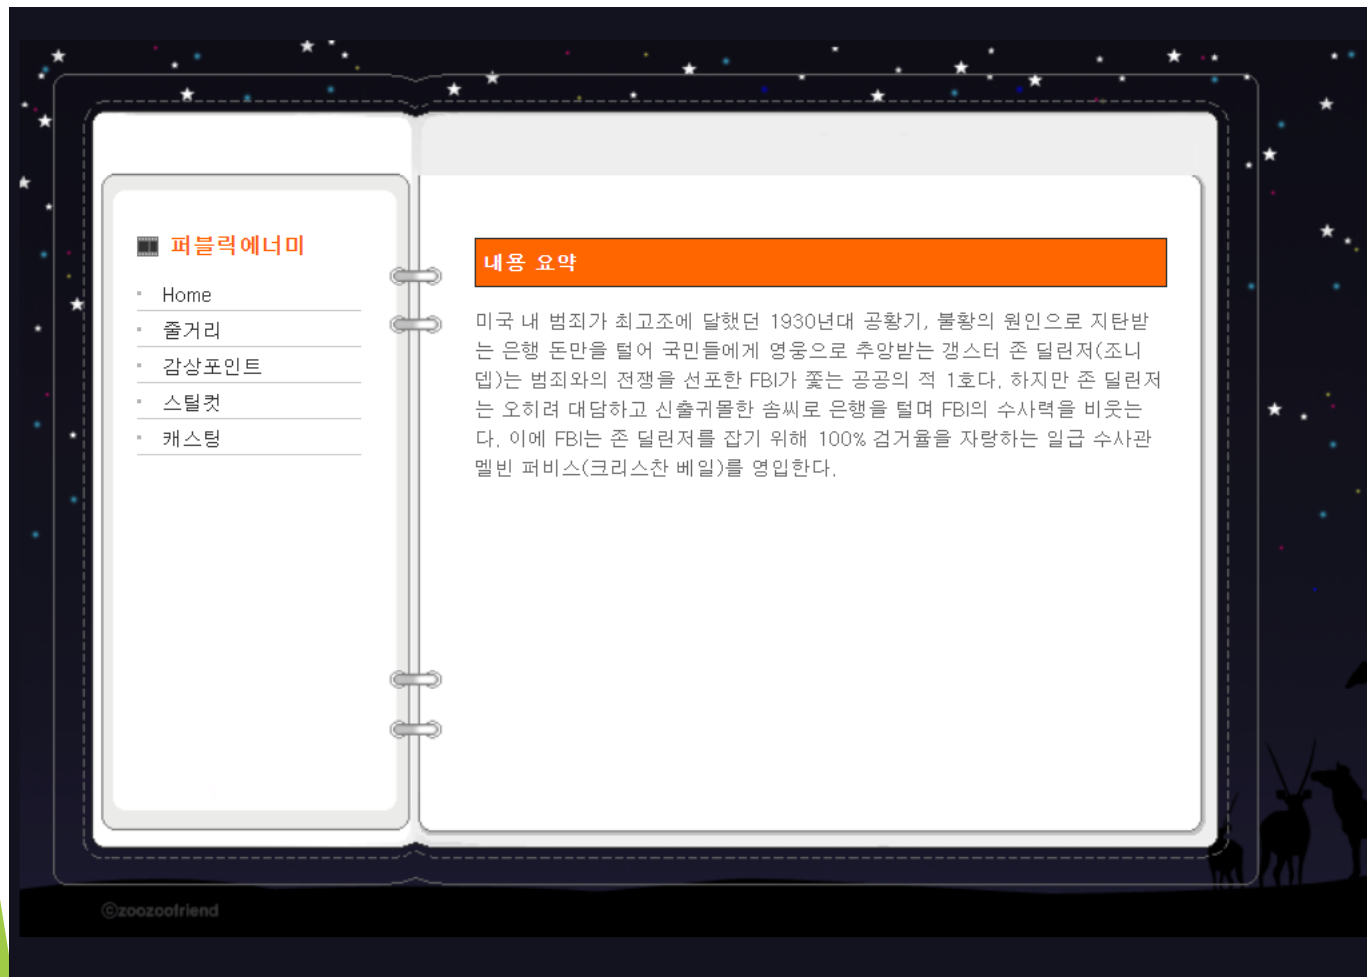 퍼블릭에너미
Home
줄거리
감상포인트
스틸컷
캐스팅
내용 요약
미국 내 범죄가 최고조에 달했던 1930년대 공황기, 불황의 원인으로 지탄받
는 은행 돈만을 털어 국민들에게 영웅으로 추앙받는 갱스터 존 딜린저(조니
뎁)는 범죄와의 전쟁을 선포한 FBI가 쫓는 공공의 적 1호다. 하지만 존 딜린저
는 오히려 대담하고 신출귀몰한 솜씨로 은행을 털며 FBI의 수사력을 비웃는
다. 이에 FBI는 존 딜린저를 잡기 위해 100% 검거율을 자랑하는 일급 수사관
멜빈 퍼비스(크리스찬 베일)를 영입한다.
©zoozoofriend